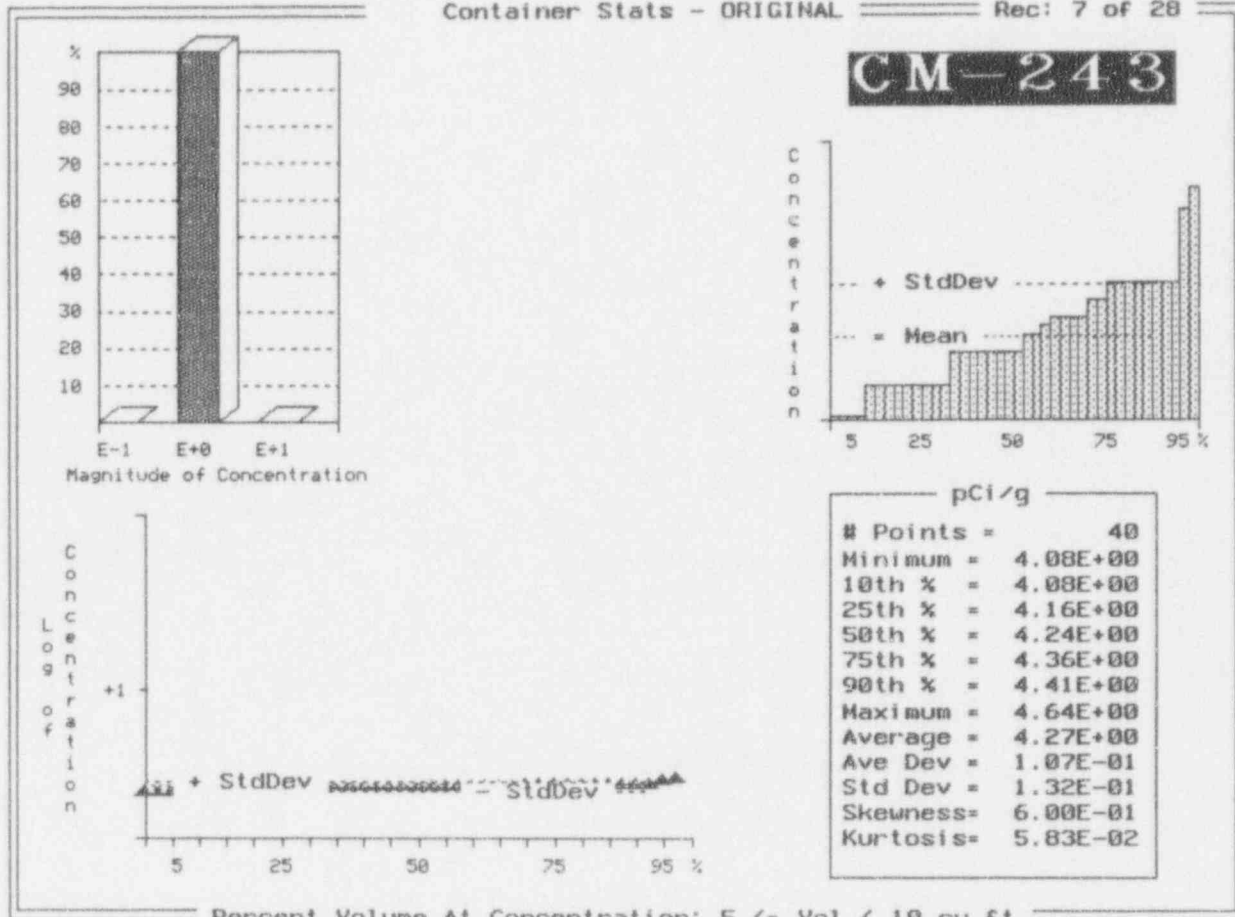 Container Stats - ORIGINAL
Rec: 7 of 28
CM-243
%
90
80
70
60
50
40
30
20
10
E-1 E+0 E+1
Magnitude of Concentration
Concentration
+ StdDev
= Mean
5 25 50 75 95 %
Log of
Concentration
+1
+ StdDev
- StdDev
5 25 50 75 95 %
pCi/g
# Points = 40
Minimum = 4.08E+00
10th % = 4.08E+00
25th % = 4.16E+00
50th % = 4.24E+00
75th % = 4.36E+00
90th % = 4.41E+00
Maximum = 4.64E+00
Average = 4.27E+00
Ave Dev = 1.07E-01
Std Dev = 1.32E-01
Skewness= 6.00E-01
Kurtosis= 5.83E-02
Percent Volume At Concentration: 5 <= Vol < 10 cu ft